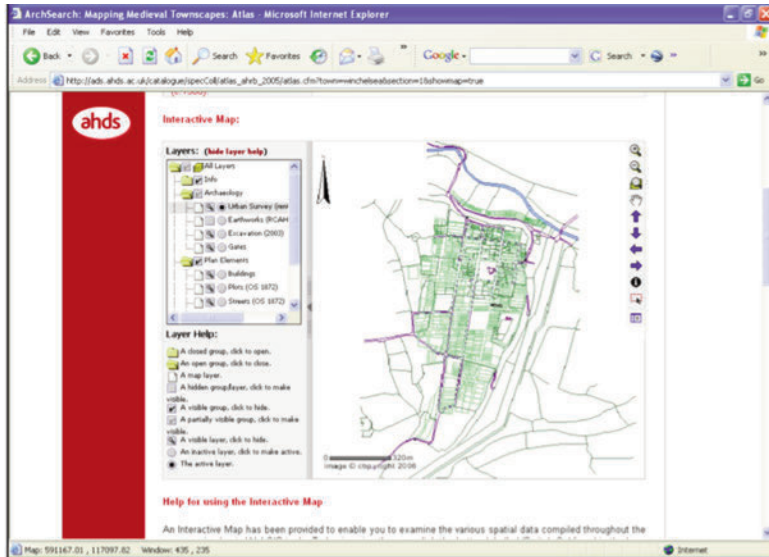 ArchSearch: Mapping Medieval Townscapes: Atlas - Microsoft Internet Explorer
File Edit View Favorites Tools Help
Back Search Favorites Google Search
Address http://ads.ahds.ac.uk/catalogue/specColl/atlas_ahrb_2005/atlas.cfm?town=winchelsea&section=1&showmap=true Go
ahds
Interactive Map:
Layers: (hide layer help)
All Layers
Info
Archaeology
Urban Survey (rent
Earthworks (RCAH
Excavation (2003)
Gates
Plan Elements
Buildings
Plots (OS 1872)
Streets (OS 1872)
Layer Help:
A closed group, click to open.
An open group, click to close.
A map layer.
A hidden group/layer, click to make
visible.
A visible group, click to hide.
A partially visible group, click to make
visible.
A visible layer, click to hide.
An inactive layer, click to make active.
The active layer.
0 320m
image © copyright 2006
Help for using the Interactive Map
An Interactive Map has been provided to enable you to examine the various spatial data compiled throughout the
Map: 591167.01 , 117097.82 Window: 435 , 235 Internet